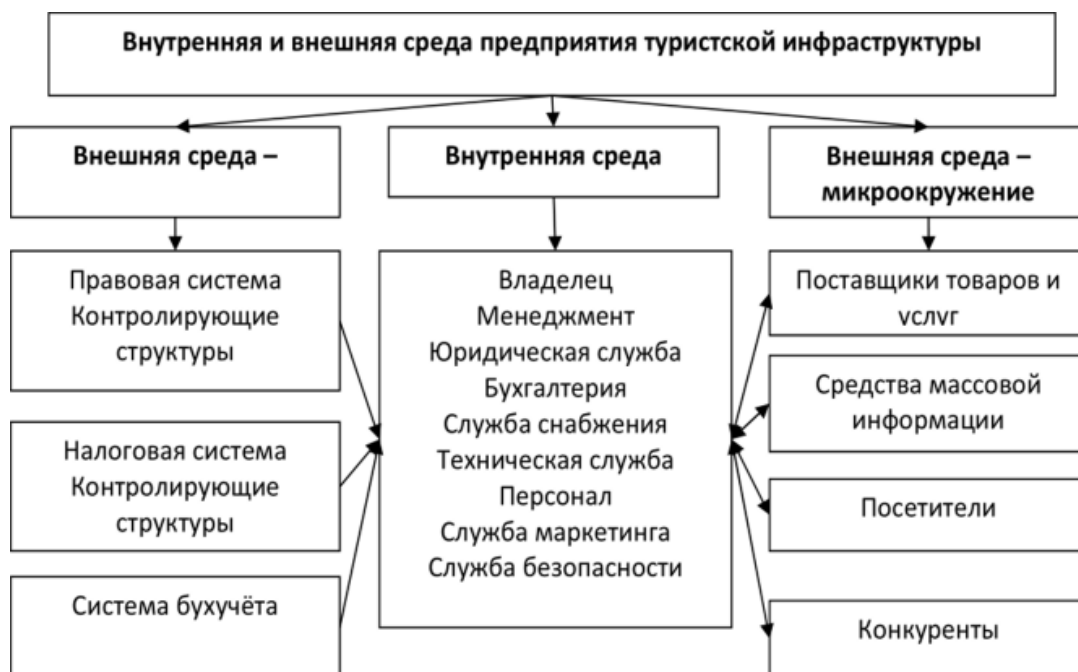 Внутренняя и внешняя среда предприятия туристской инфраструктуры
Внешняя среда –
Внутренняя среда
Внешняя среда –
микроокружение
Правовая система
Контролирующие
структуры
Налоговая система
Контролирующие
структуры
Система бухучёта
Владелец
Менеджмент
Юридическая служба
Бухгалтерия
Служба снабжения
Техническая служба
Персонал
Служба маркетинга
Служба безопасности
Поставщики товаров и
услуг
Средства массовой
информации
Посетители
Конкуренты